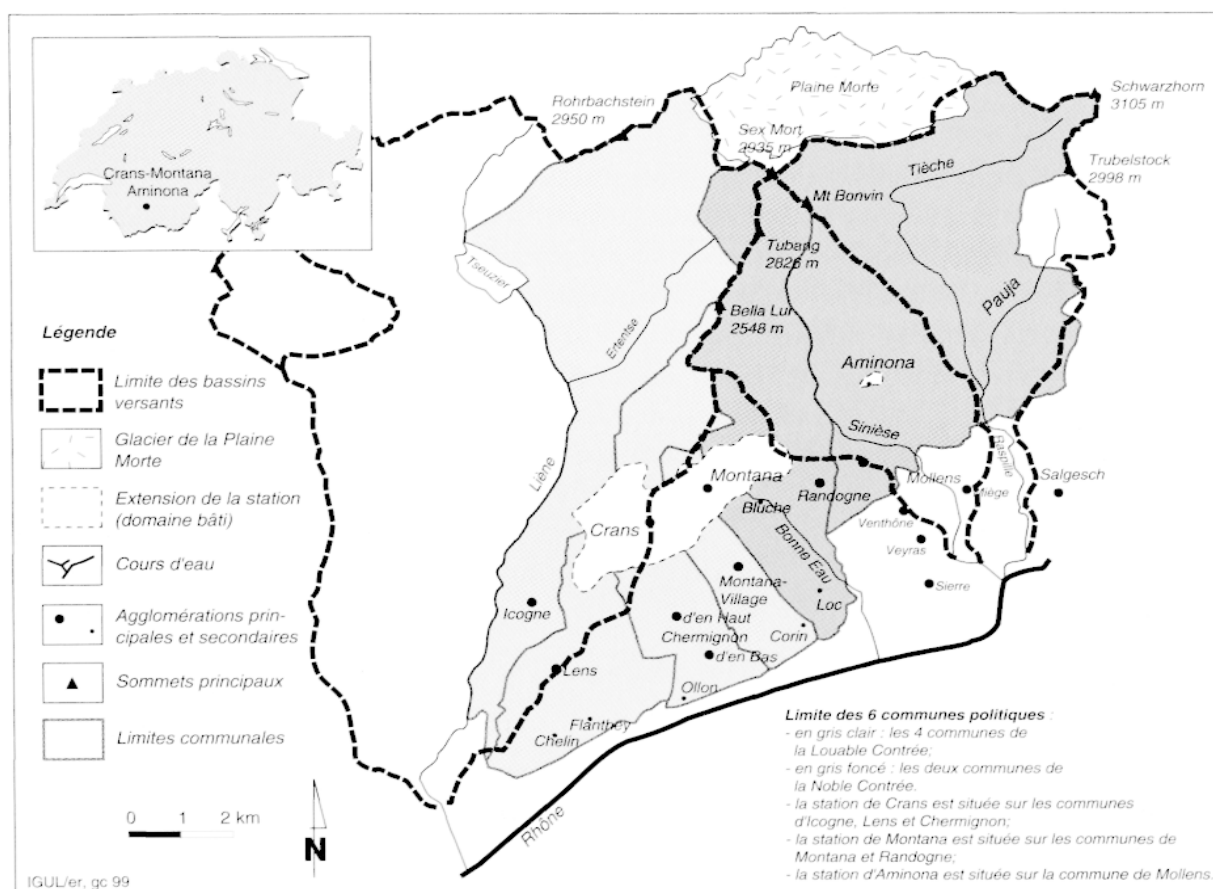 Crans-Montana
Aminona
Rohrbachstein
2950 m
Plaine Morte
Sex Mort
2935 m
Schwarzhorn
3105 m
Trubelstock
2998 m
Tièche
Mt Bonvin
Tubang
2826 m
Tseuzier
Pauja
Bella Lui
2548 m
Ertentse
Aminona
Légende
Limite des bassins
versants
Glacier de la Plaine
Morte
Extension de la station
(domaine bâti)
Cours d'eau
Agglomérations prin-
cipales et secondaires
Sommets principaux
Limites communales
Sinièse
Liène
Montana
Mollens
Raspille
Salgesch
Miège
Randogne
Bluche
Crans
Venthône
Veyras
Bonne Eau
Sierre
Montana-
Village
Loc
Icogne
d'en Haut
Chermignon
d'en Bas
Corin
Lens
Ollon
Flanthey
Chelin
Rhône
0 1 2 km
N
Limite des 6 communes politiques :
- en gris clair : les 4 communes de
la Louable Contrée;
- en gris foncé : les deux communes de
la Noble Contrée.
- la station de Crans est située sur les communes
d'Icogne, Lens et Chermignon;
- la station de Montana est située sur les communes de
Montana et Randogne;
- la station d'Aminona est située sur la commune de Mollens.
IGUL/er, gc 99